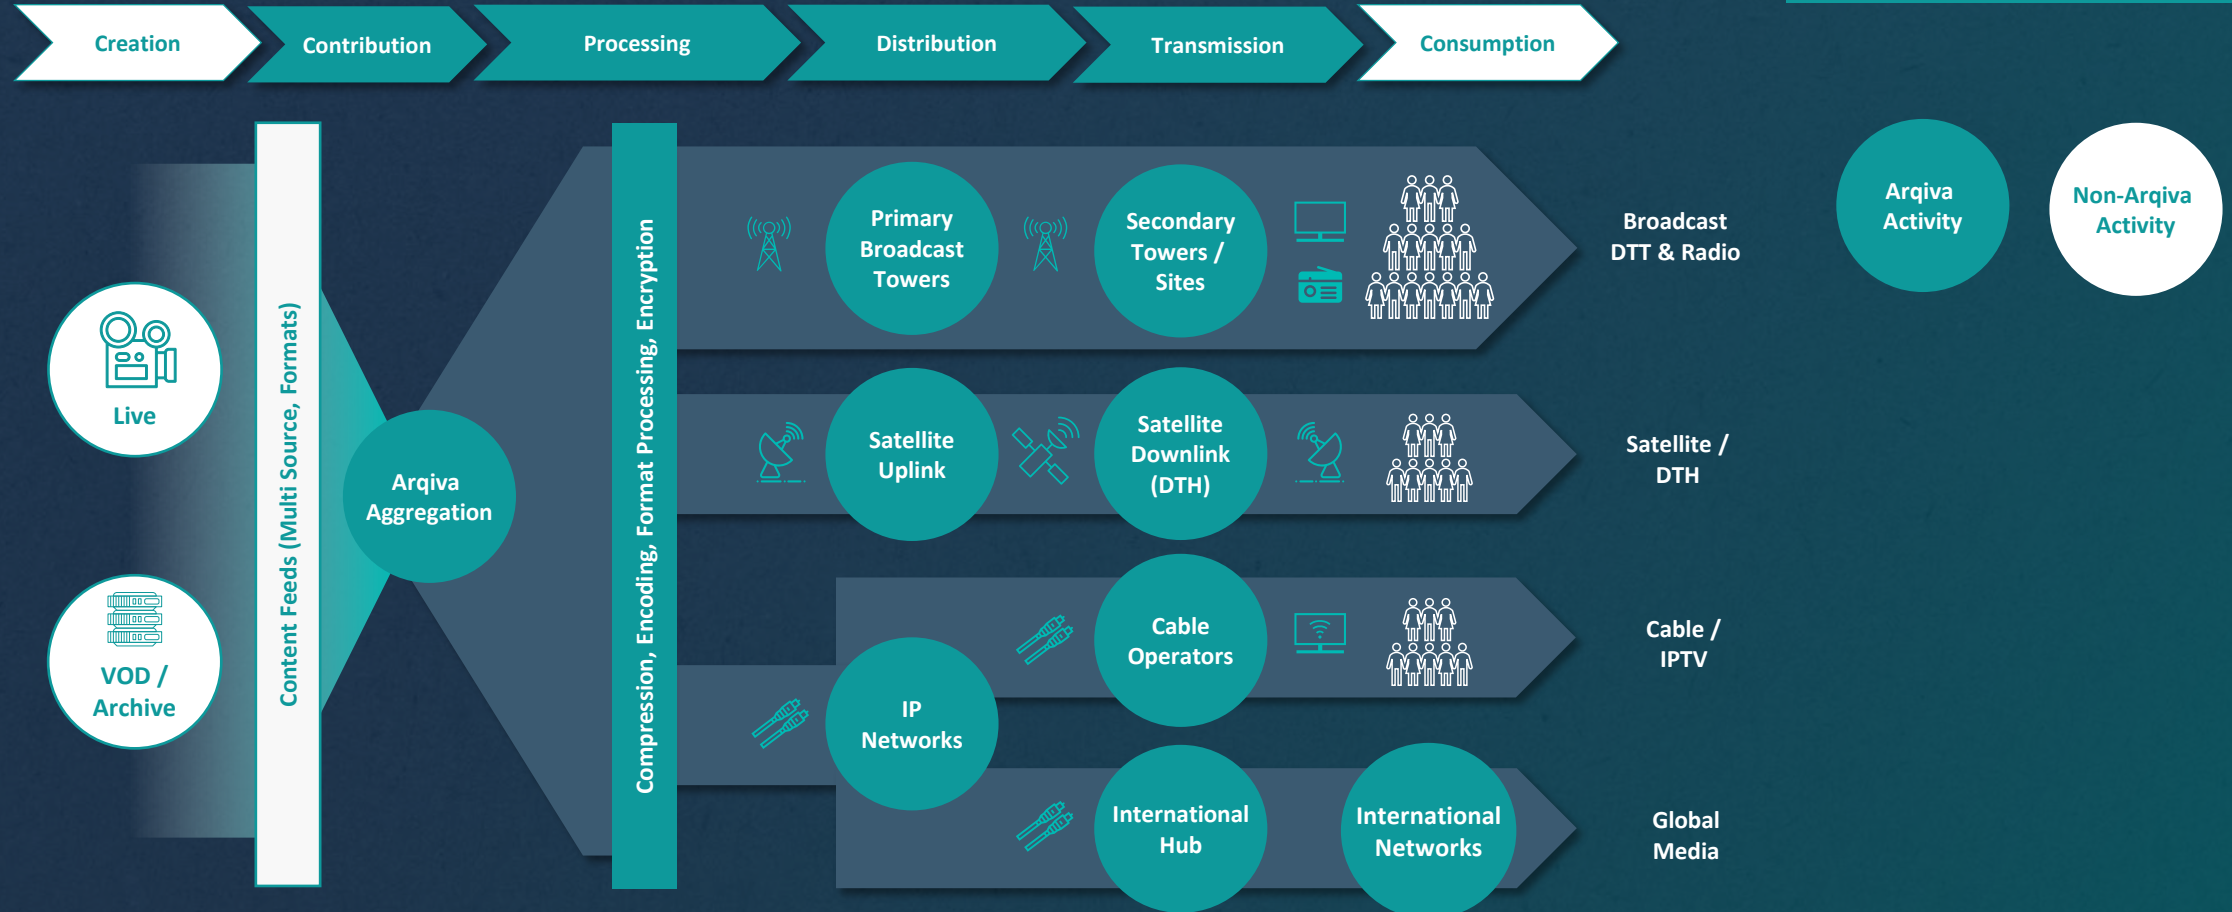 Creation
Contribution
Processing
Distribution
Transmission
Consumption
Live
VOD /
Archive
Content Feeds (Multi Source, Formats)
Arqiva
Aggregation
Compression, Encoding, Format Processing, Encryption
Primary
Broadcast
Towers
Secondary
Towers /
Sites
Broadcast
DTT & Radio
Satellite
Uplink
Satellite
Downlink
(DTH)
Satellite /
DTH
IP
Networks
Cable
Operators
Cable /
IPTV
International
Hub
International
Networks
Global
Media
Arqiva
Activity
Non-Arqiva
Activity